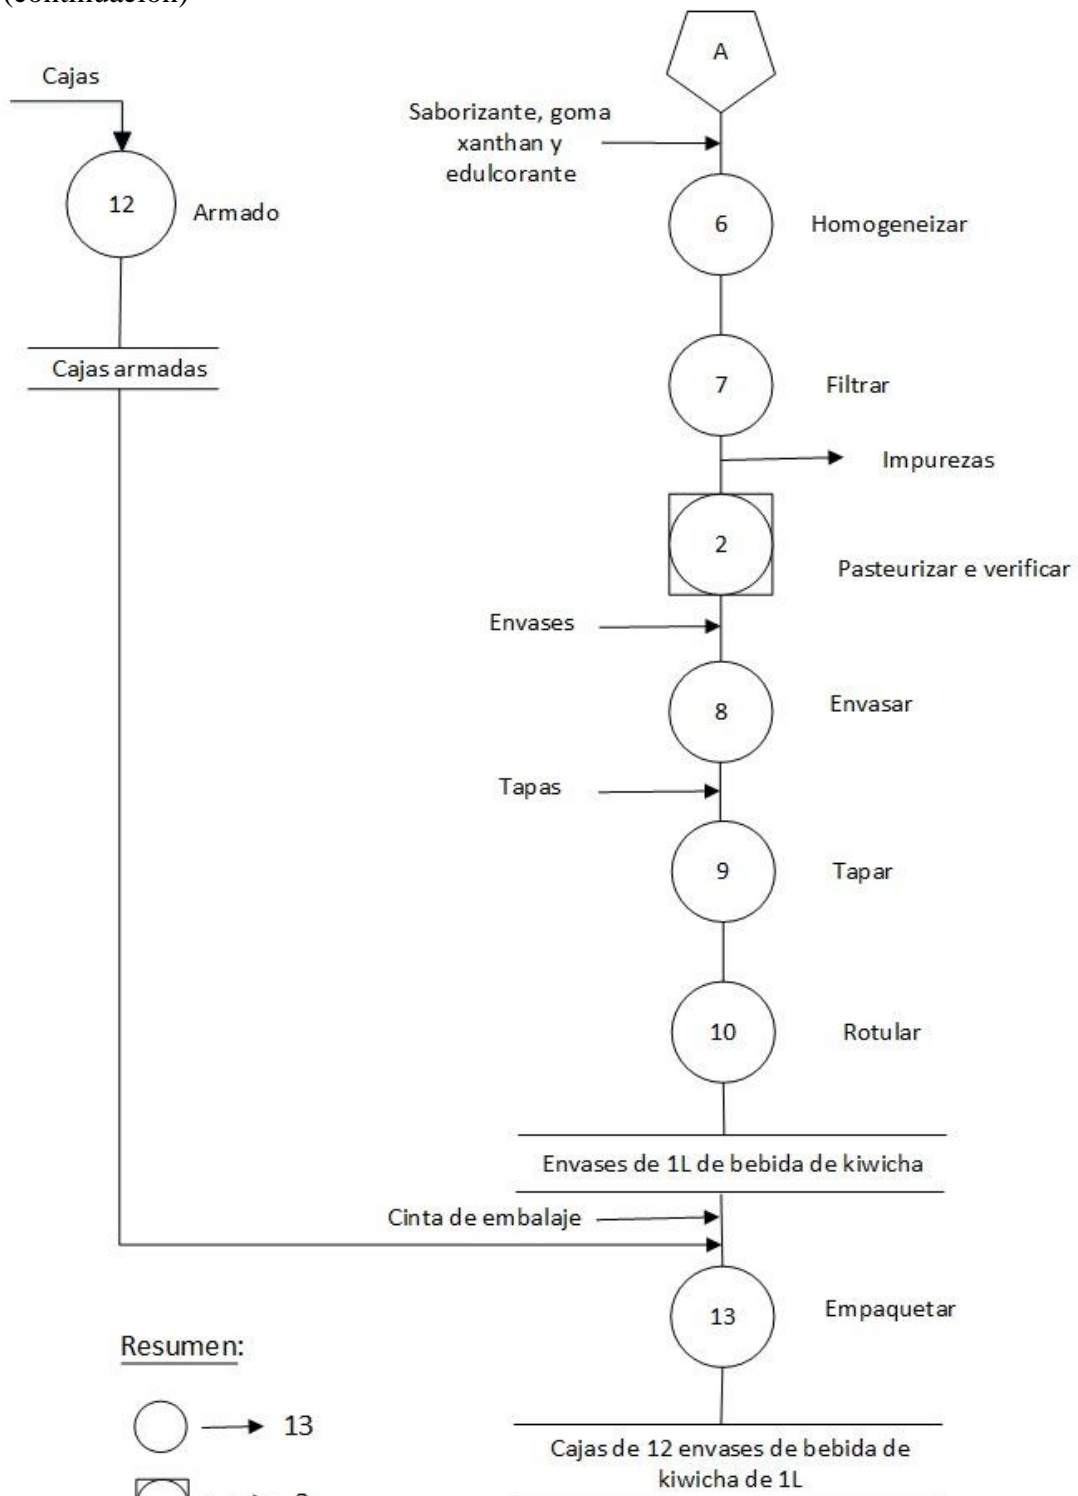 (continuación)
A
Cajas
Saborizante, goma
xanthan y
edulcorante
12
Armado
6
Homogeneizar
Cajas armadas
7
Filtrar
Impurezas
2
Pasteurizar e verificar
Envases
8
Envasar
Tapas
9
Tapar
10
Rotular
Envases de 1L de bebida de kiwicha
Cinta de embalaje
13
Empaquetar
Resumen:
13
Cajas de 12 envases de bebida de
kiwicha de 1L